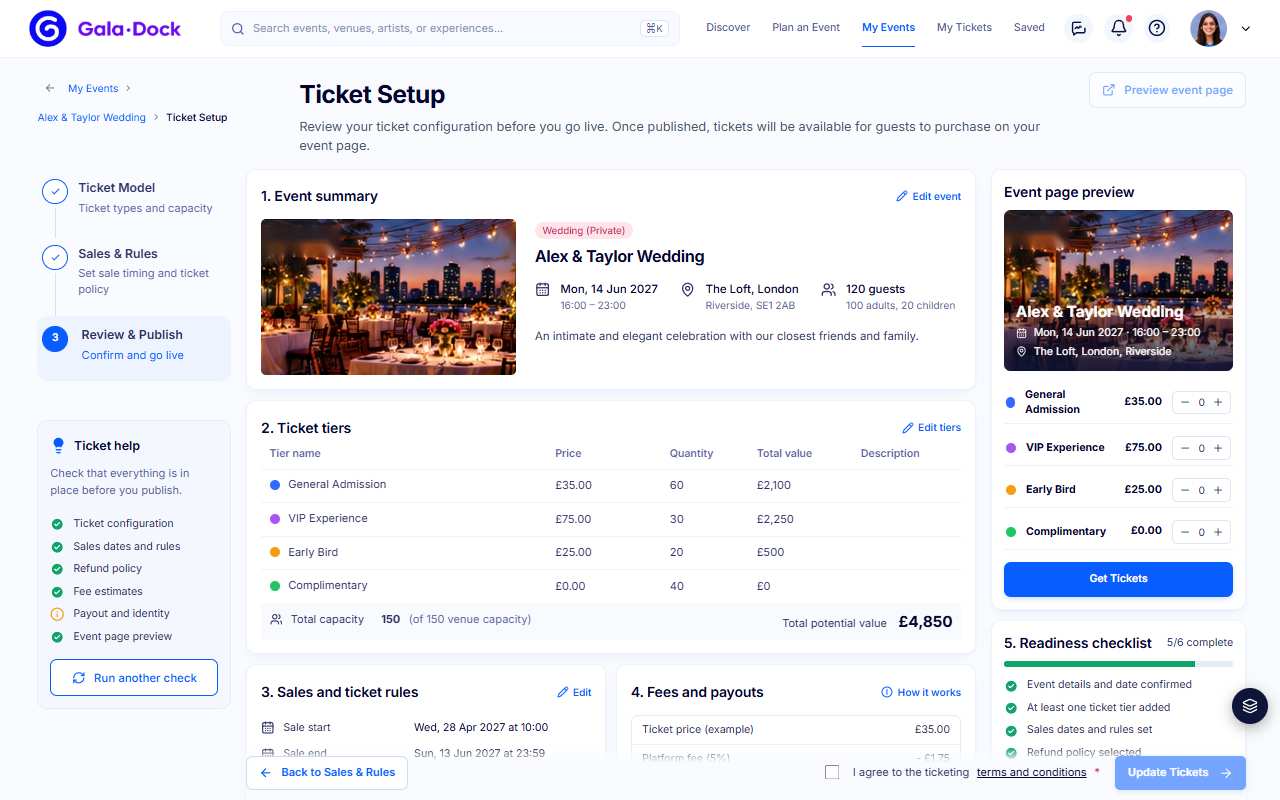 Gala·Dock
Search events, venues, artists, or experiences...
⌘K
Discover
Plan an Event
My Events
My Tickets
Saved
My Events
Alex & Taylor Wedding
Ticket Setup
Ticket Setup
Review your ticket configuration before you go live. Once published, tickets will be available for guests to purchase on your
event page.
Preview event page
Ticket Model
Ticket types and capacity
Sales & Rules
Set sale timing and ticket
policy
3
Review & Publish
Confirm and go live
Ticket help
Check that everything is in
place before you publish.
Ticket configuration
Sales dates and rules
Refund policy
Fee estimates
Payout and identity
Event page preview
Run another check
1. Event summary
Edit event
Wedding (Private)
Alex & Taylor Wedding
Mon, 14 Jun 2027
16:00 – 23:00
The Loft, London
Riverside, SE1 2AB
120 guests
100 adults, 20 children
An intimate and elegant celebration with our closest friends and family.
2. Ticket tiers
Edit tiers
Tier name Price Quantity Total value Description
General Admission £35.00 60 £2,100
VIP Experience £75.00 30 £2,250
Early Bird £25.00 20 £500
Complimentary £0.00 40 £0
Total capacity 150 (of 150 venue capacity)
Total potential value £4,850
3. Sales and ticket rules
Edit
Sale start Wed, 28 Apr 2027 at 10:00
Sale end Sun, 13 Jun 2027 at 23:59
4. Fees and payouts
How it works
Ticket price (example) £35.00
Platform fee (5%) - £1.75
Event page preview
Alex & Taylor Wedding
Mon, 14 Jun 2027 · 16:00 – 23:00
The Loft, London, Riverside
General
Admission
£35.00 − 0 +
VIP Experience £75.00 − 0 +
Early Bird £25.00 − 0 +
Complimentary £0.00 − 0 +
Get Tickets
5. Readiness checklist
5/6 complete
Event details and date confirmed
At least one ticket tier added
Sales dates and rules set
Refund policy selected
Back to Sales & Rules
I agree to the ticketing terms and conditions *
Update Tickets